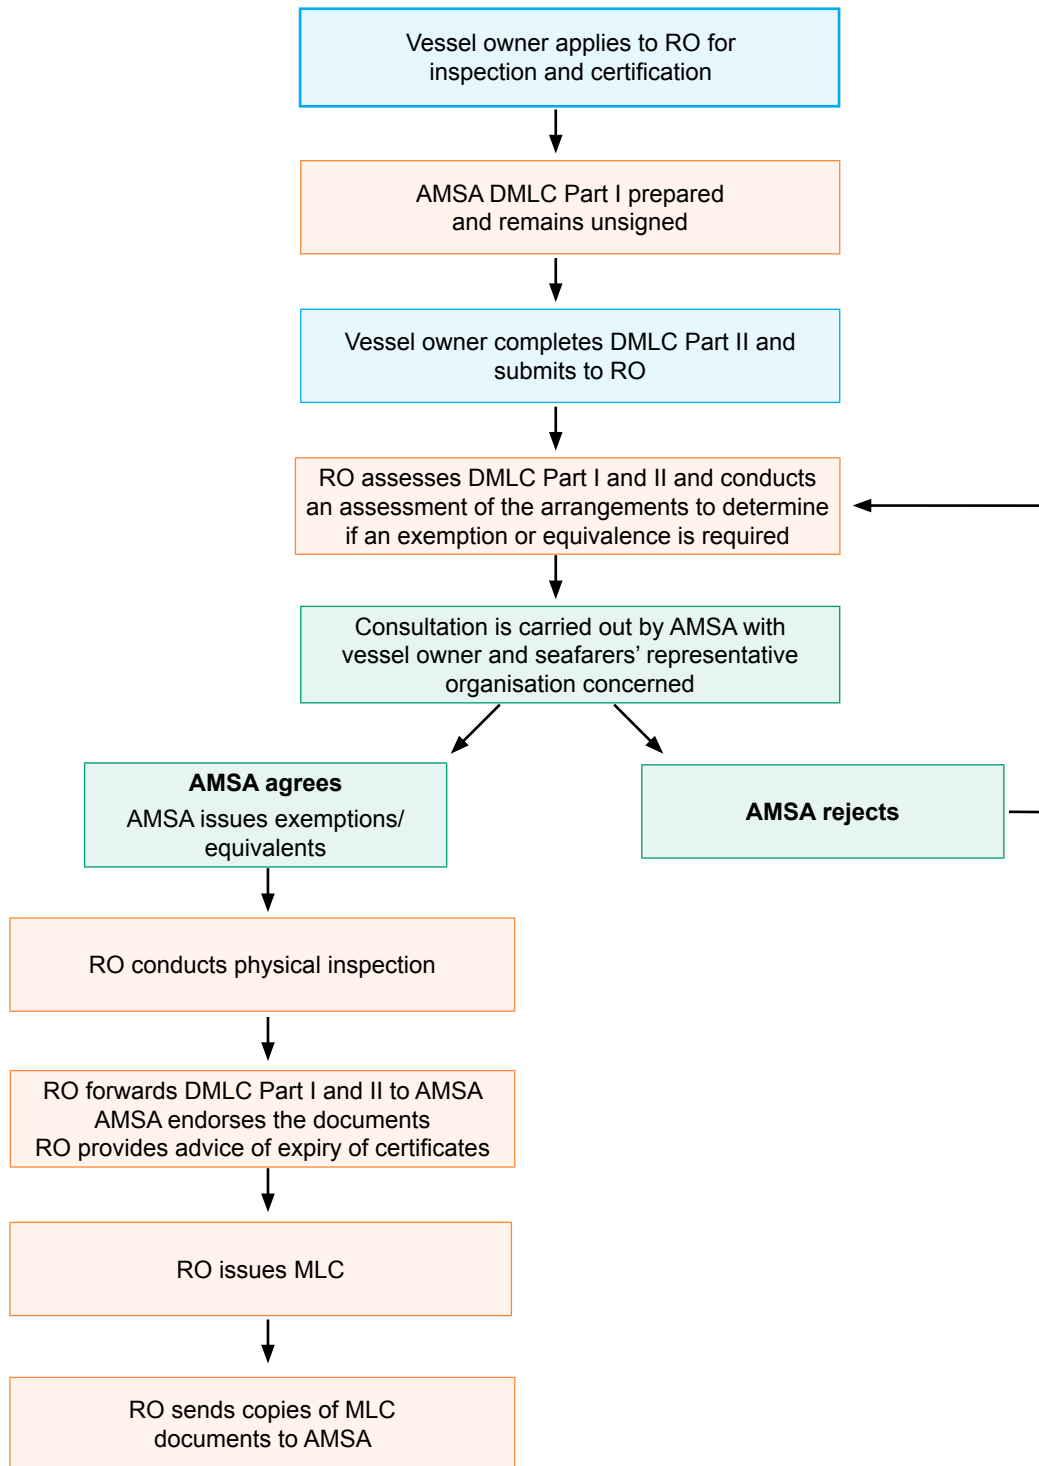 Vessel owner applies to RO for
inspection and certification
AMSA DMLC Part I prepared
and remains unsigned
Vessel owner completes DMLC Part II and
submits to RO
RO assesses DMLC Part I and II and conducts
an assessment of the arrangements to determine
if an exemption or equivalence is required
Consultation is carried out by AMSA with
vessel owner and seafarers’ representative
organisation concerned
AMSA agrees
AMSA issues exemptions/
equivalents
AMSA rejects
RO conducts physical inspection
RO forwards DMLC Part I and II to AMSA
AMSA endorses the documents
RO provides advice of expiry of certificates
RO issues MLC
RO sends copies of MLC
documents to AMSA